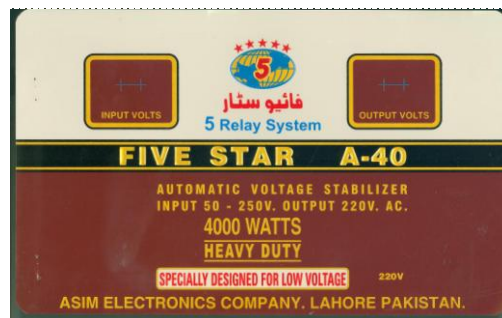 5
فائیو سٹار
5 Relay System
INPUT VOLTS
OUTPUT VOLTS
FIVE STAR A-40
AUTOMATIC VOLTAGE STABILIZER
INPUT 50 - 250V. OUTPUT 220V. AC.
4000 WATTS
HEAVY DUTY
SPECIALLY DESIGNED FOR LOW VOLTAGE
220V
ASIM ELECTRONICS COMPANY. LAHORE PAKISTAN.